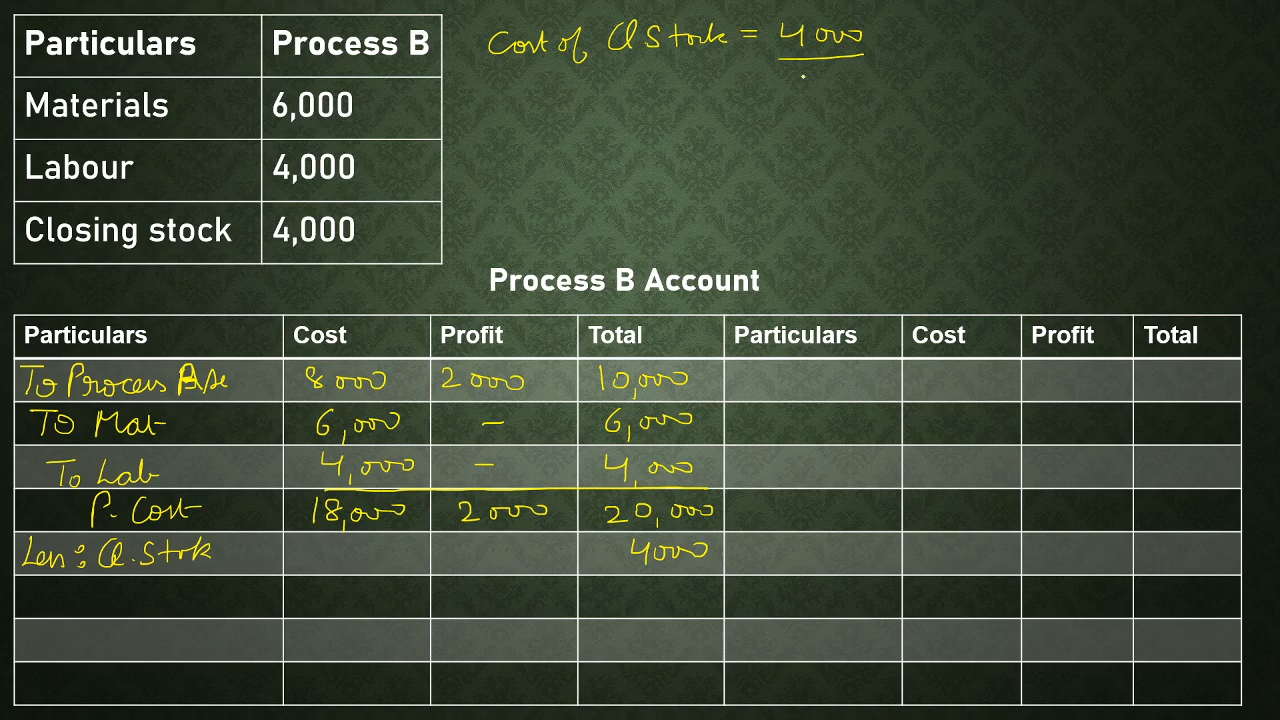 Particulars Process B
Materials 6,000
Labour 4,000
Closing stock 4,000
Cost of Cl Stock = 4000
Process B Account
Particulars Cost Profit Total Particulars Cost Profit Total
To Process A/c 8000 2000 10,000
To Mat 6,000 - 6,000
To Lab 4,000 - 4,000
P. Cost 18,000 2000 20,000
Less: Cl. Stock 4000